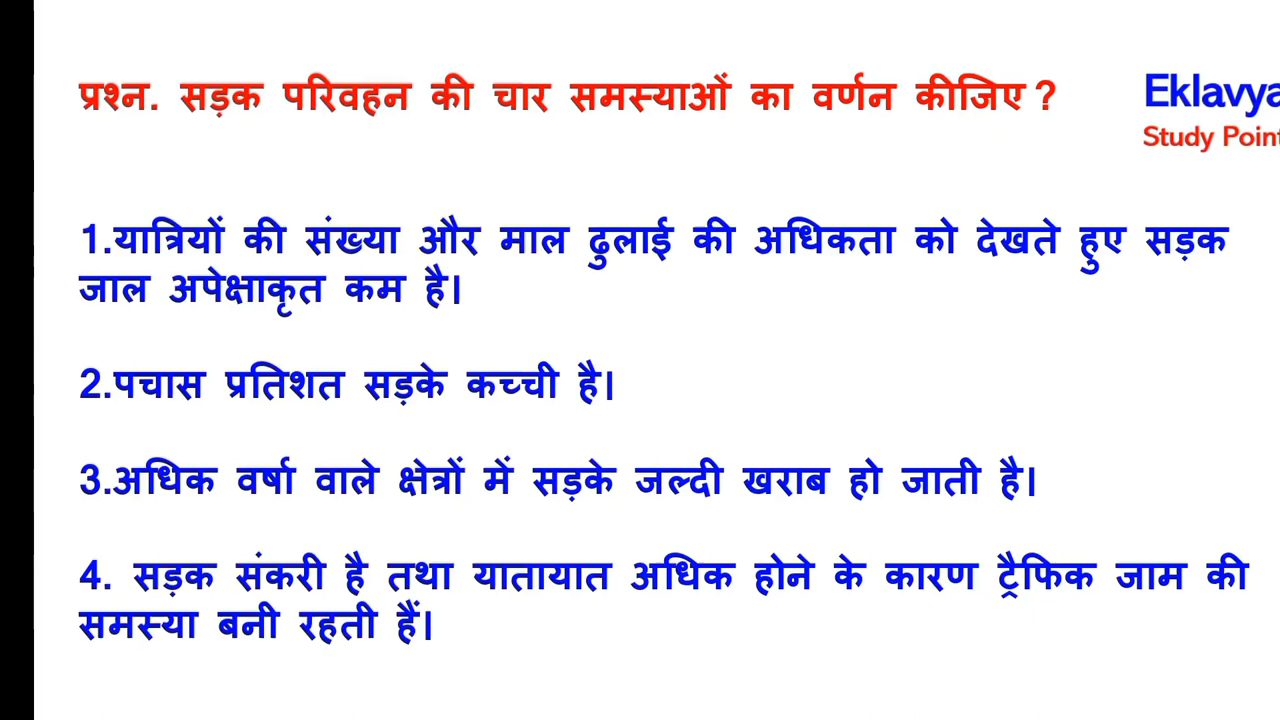 प्रश्न. सड़क परिवहन की चार समस्याओं का वर्णन कीजिए ?
Eklavya
Study Point
1.यात्रियों की संख्या और माल ढुलाई की अधिकता को देखते हुए सड़क
जाल अपेक्षाकृत कम है।
2.पचास प्रतिशत सड़के कच्ची है।
3.अधिक वर्षा वाले क्षेत्रों में सड़के जल्दी खराब हो जाती है।
4. सड़क संकरी है तथा यातायात अधिक होने के कारण ट्रैफिक जाम की
समस्या बनी रहती हैं।